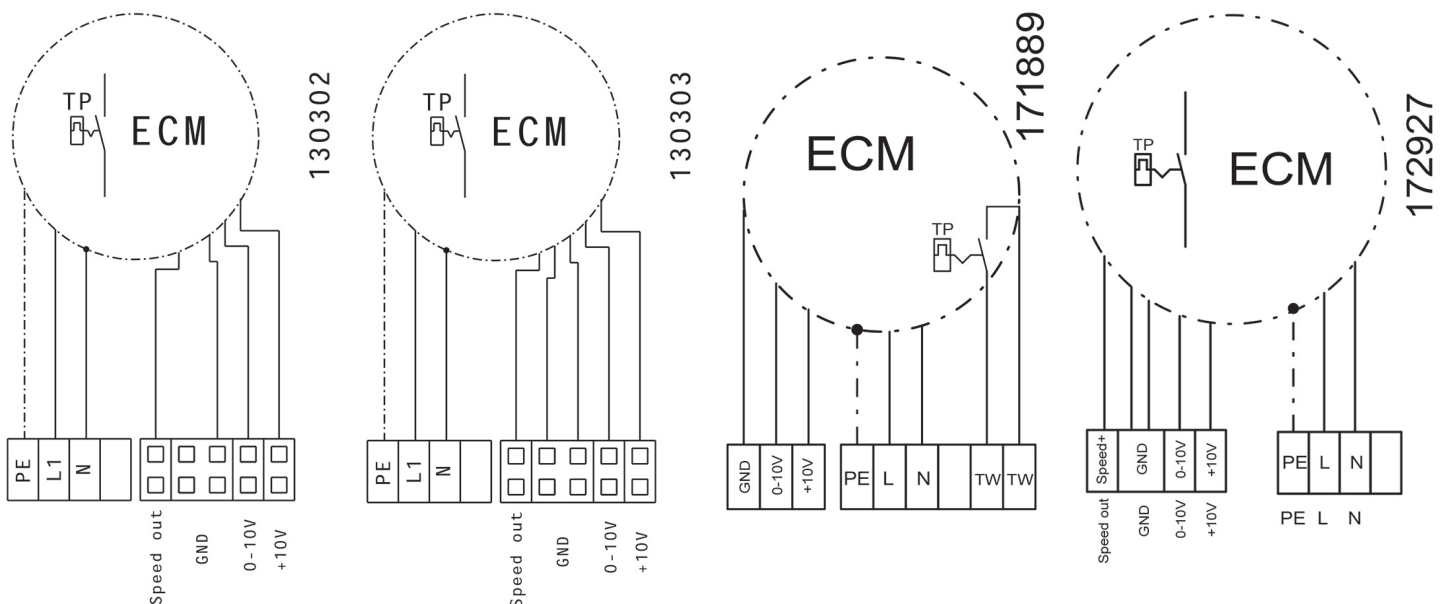 TP
ECM
130302
PE
L1
N
Speed out
GND
0-10V
+10V
TP
ECM
130303
PE
L1
N
Speed out
GND
0-10V
+10V
ECM
1771889
TP
GND
0-10V
+10V
PE
L
N
TW
TW
TP
ECM
172927
Speed+
GND
0-10V
+10V
Speed out
GND
0-10V
+10V
PE
L
N
PE L N